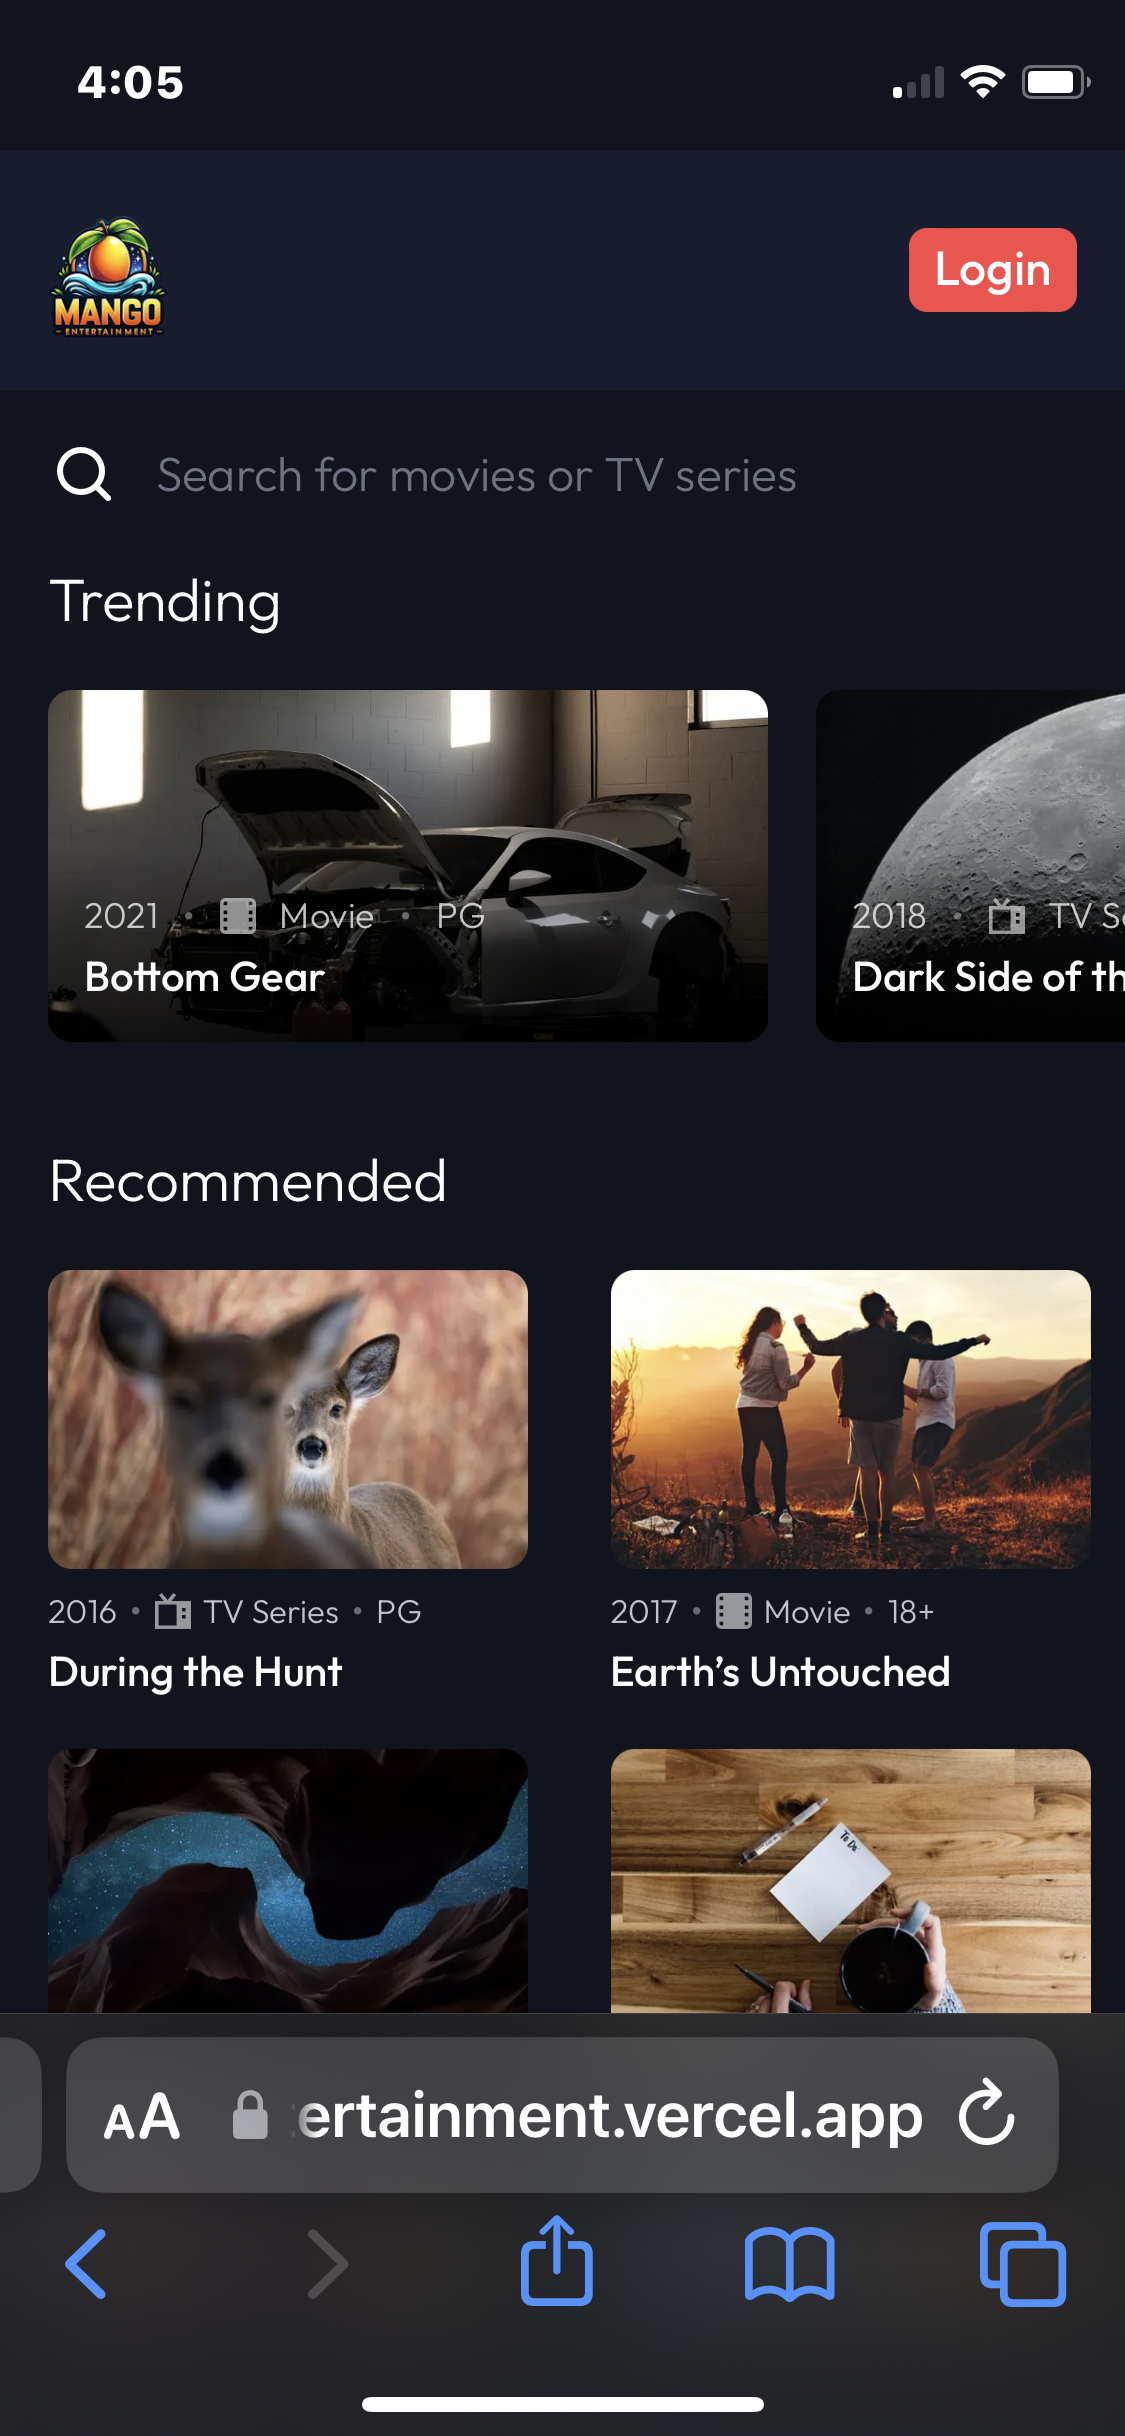 4:05
MANGO
ENTERTAINMENT
Login
Search for movies or TV series
Trending
2021 • Movie • PG
Bottom Gear
2018 • TV Se
Dark Side of th
Recommended
2016 • TV Series • PG
During the Hunt
2017 • Movie • 18+
Earth’s Untouched
To Do
AA ertainment.vercel.app